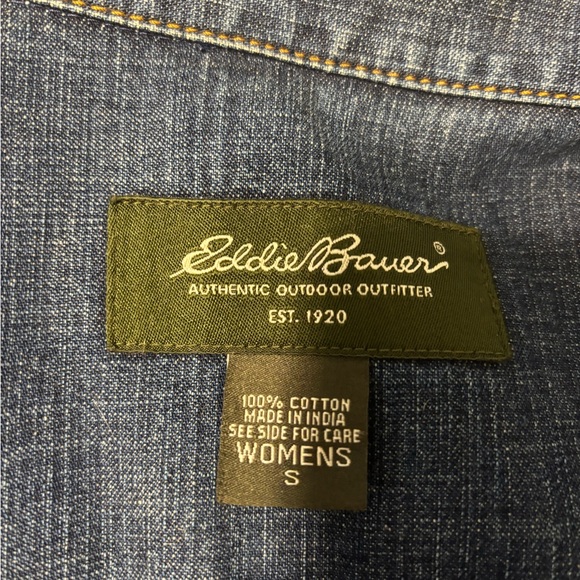 Eddie Bauer®
AUTHENTIC OUTDOOR OUTFITTER
EST. 1920
100% COTTON
MADE IN INDIA
SEE SIDE FOR CARE
WOMENS
S